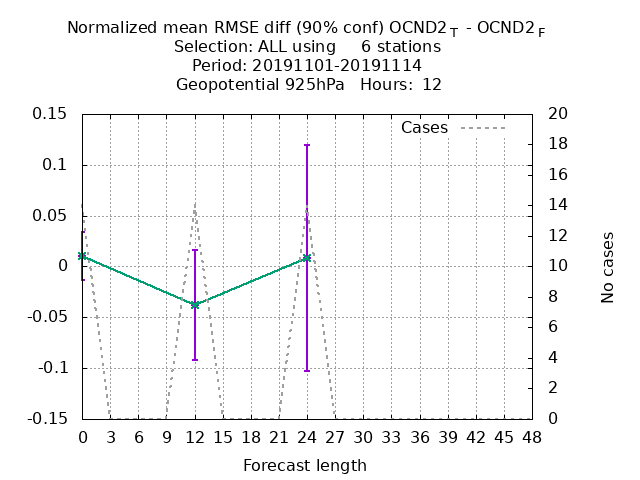 Normalized mean RMSE diff (90% conf) OCND2 T - OCND2 F
Selection: ALL using 6 stations
Period: 20191101-20191114
Geopotential 925hPa Hours: 12
Cases
0.15
0.1
0.05
0
-0.05
-0.1
-0.15
20
18
16
14
12
10
8
6
4
2
0
No cases
0 3 6 9 12 15 18 21 24 27 30 33 36 39 42 45 48
Forecast length